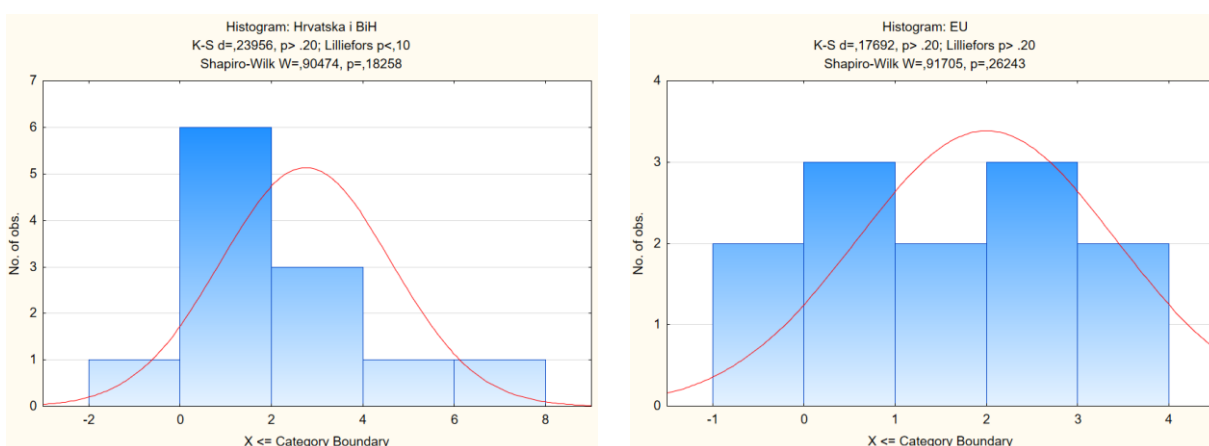 Histogram: Hrvatska i BiH
K-S d=,23956, p> .20; Lilliefors p<,10
Shapiro-Wilk W=,90474, p=,18258
7
6
5
4
3
2
1
0
No. of obs.
-2 0 2 4 6 8
X <= Category Boundary
Histogram: EU
K-S d=,17692, p> .20; Lilliefors p> .20
Shapiro-Wilk W=,91705, p=,26243
4
3
2
1
0
No. of obs.
-1 0 1 2 3 4
X <= Category Boundary